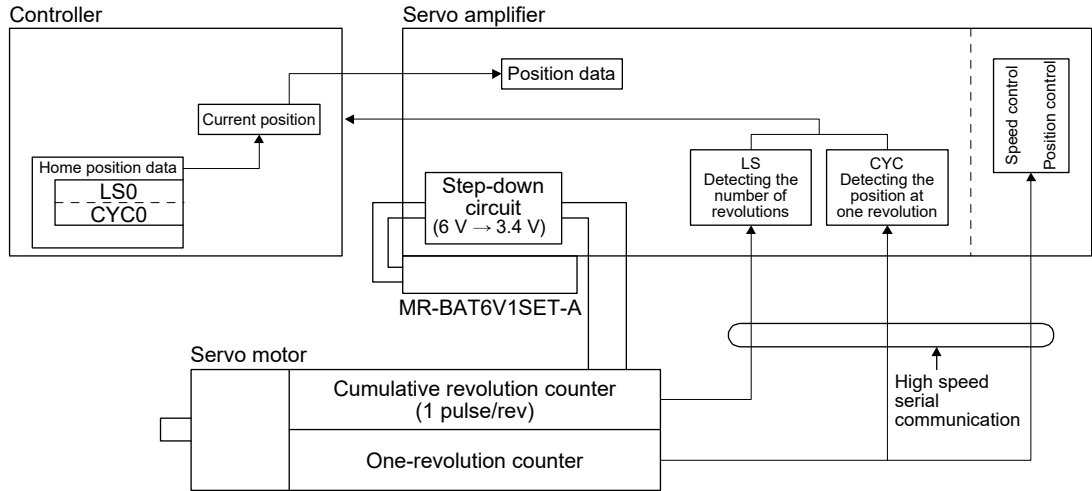 Controller
Servo amplifier
Position data
Current position
Home position data
LS0
CYC0
Step-down
circuit
(6 V → 3.4 V)
LS
Detecting the
number of
revolutions
CYC
Detecting the
position at
one revolution
Speed control
Position control
MR-BAT6V1SET-A
Servo motor
Cumulative revolution counter
(1 pulse/rev)
One-revolution counter
High speed
serial
communication